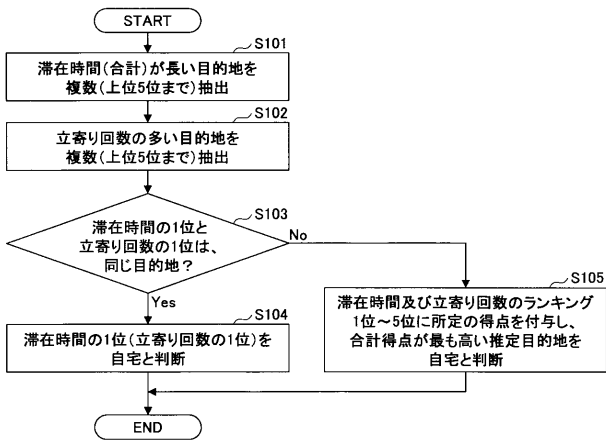 START
S101
滞在時間(合計)が長い目的地を
複数(上位5位まで)抽出
S102
立寄り回数の多い目的地を
複数(上位5位まで)抽出
S103
滞在時間の1位と
立寄り回数の1位は、
同じ目的地?
No
Yes
S104
滞在時間の1位(立寄り回数の1位)を
自宅と判断
S105
滞在時間及び立寄り回数のランキング
1位~5位に所定の得点を付与し、
合計得点が最も高い推定目的地を
自宅と判断
END